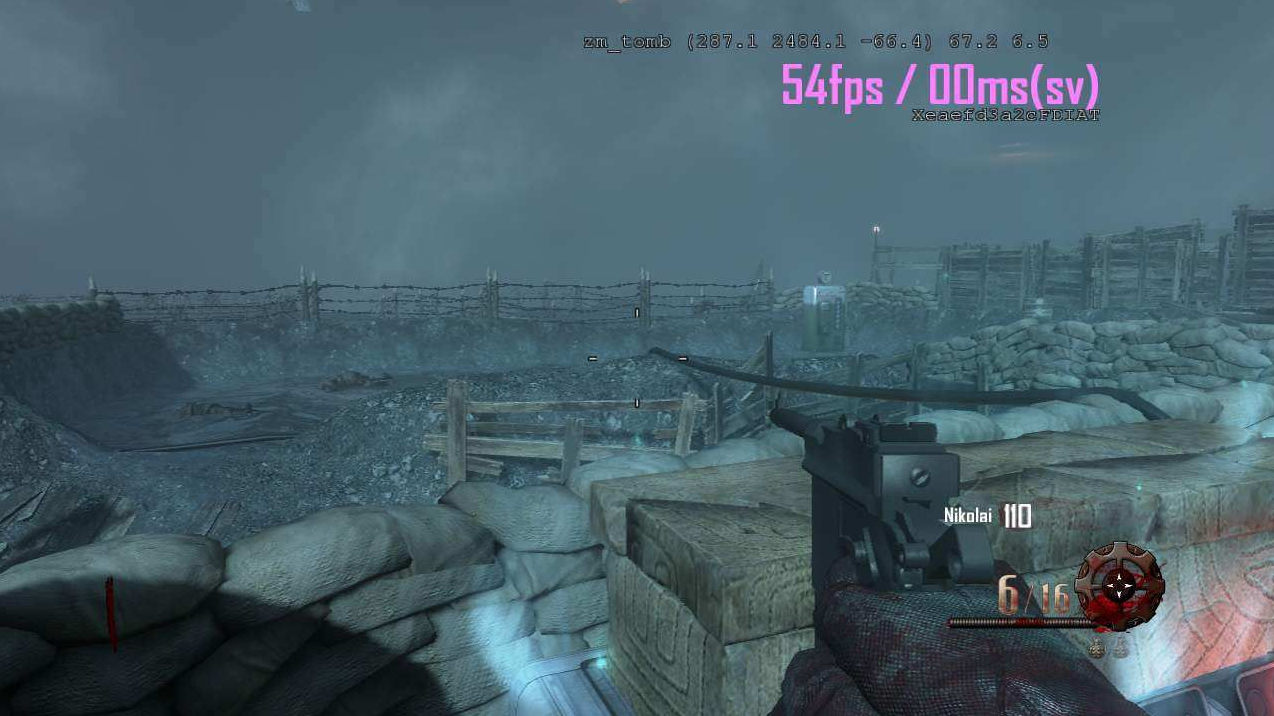 zm_tomb (287.1 2484.1 -66.4) 67.2 6.5
54fps / 00ms(sv)
Xeaefd3a2cFDIAT
Nikolai 110
6/16